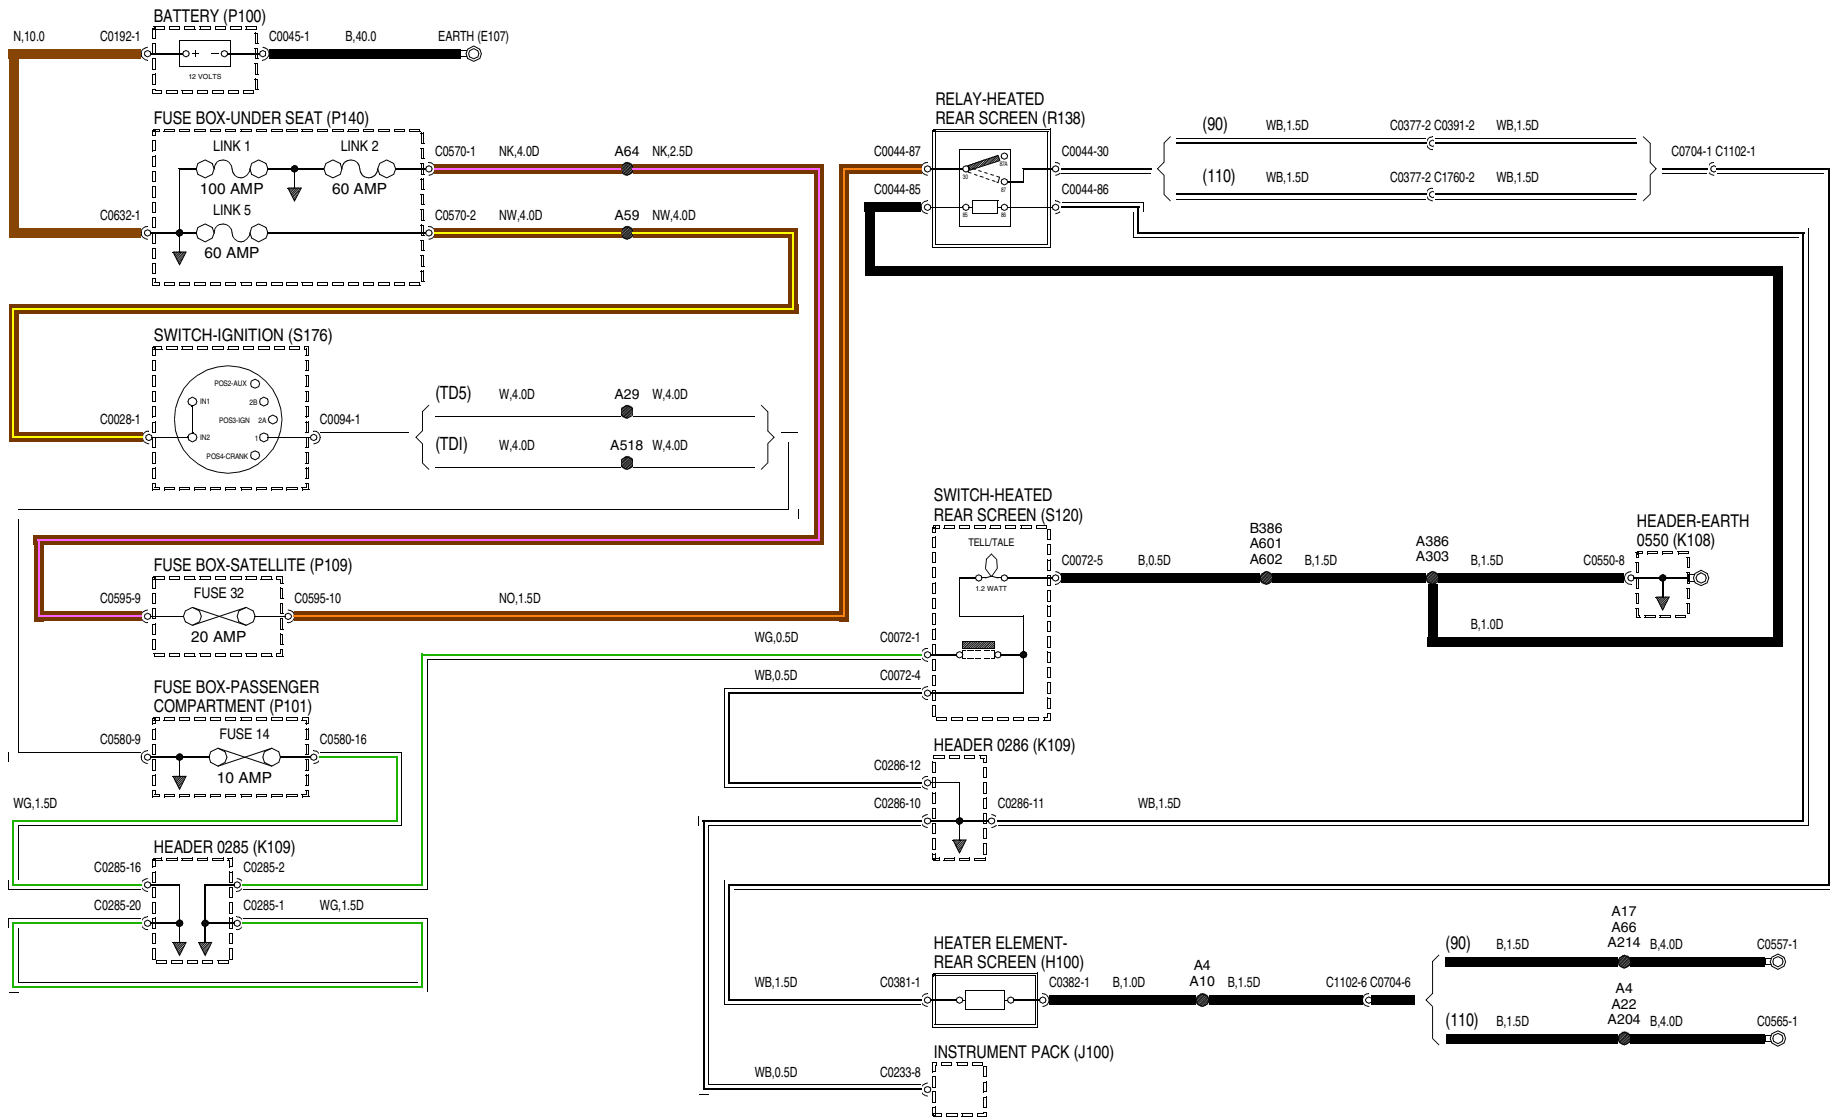 BATTERY (P100)
N,10.0
C0192-1
+ -
12 VOLTS
C0045-1
B,40.0
EARTH (E107)
FUSE BOX-UNDER SEAT (P140)
LINK 1
LINK 2
100 AMP
60 AMP
LINK 5
60 AMP
C0632-1
C0570-1
NK,4.0D
A64
NK,2.5D
C0570-2
NW,4.0D
A59
NW,4.0D
RELAY-HEATED
REAR SCREEN (R138)
C0044-87
C0044-85
87A
30
87
85
86
C0044-30
C0044-86
(90)
WB,1.5D
C0377-2 C0391-2
WB,1.5D
(110)
WB,1.5D
C0377-2 C1760-2
WB,1.5D
C0704-1 C1102-1
SWITCH-IGNITION (S176)
C0028-1
POS2-AUX
IN1
2B
POS3-IGN
2A
IN2
1
POS4-CRANK
C0094-1
(TD5)
W,4.0D
A29
W,4.0D
(TDI)
W,4.0D
A518
W,4.0D
SWITCH-HEATED
REAR SCREEN (S120)
TELL/TALE
1.2 WATT
C0072-5
B,0.5D
B386
A601
A602
B,1.5D
A386
A303
B,1.5D
C0550-8
HEADER-EARTH
0550 (K108)
B,1.0D
FUSE BOX-SATELLITE (P109)
C0595-9
FUSE 32
20 AMP
C0595-10
NO,1.5D
WG,0.5D
C0072-1
WB,0.5D
C0072-4
FUSE BOX-PASSENGER
COMPARTMENT (P101)
C0580-9
FUSE 14
10 AMP
C0580-16
WG,1.5D
HEADER 0286 (K109)
C0286-12
C0286-10
C0286-11
WB,1.5D
HEADER 0285 (K109)
C0285-16
C0285-2
C0285-20
C0285-1
WG,1.5D
HEATER ELEMENT-
REAR SCREEN (H100)
WB,1.5D
C0381-1
C0382-1
B,1.0D
A4
A10
B,1.5D
C1102-6 C0704-6
(90)
B,1.5D
A17
A66
A214
B,4.0D
C0557-1
(110)
B,1.5D
A4
A22
A204
B,4.0D
C0565-1
INSTRUMENT PACK (J100)
WB,0.5D
C0233-8